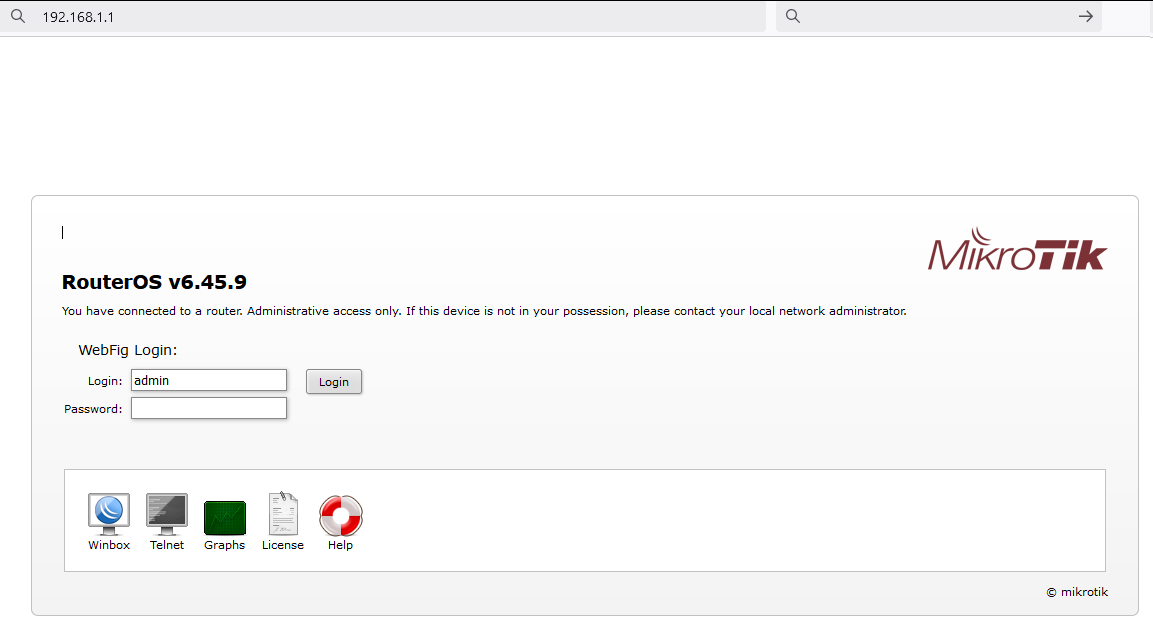 192.168.1.1
MikroTik
RouterOS v6.45.9
You have connected to a router. Administrative access only. If this device is not in your possession, please contact your local network administrator.
WebFig Login:
Login: admin Login
Password:
Winbox Telnet Graphs License Help
© mikrotik